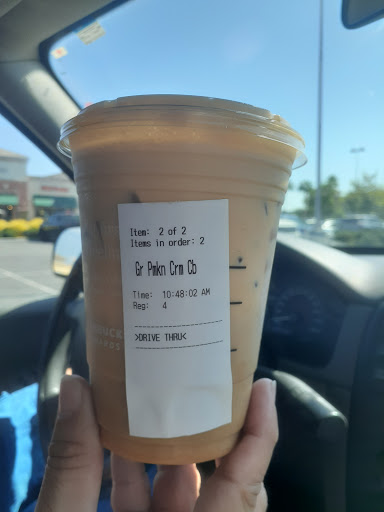 Item: 2 of 2
Items in order: 2
Gr Pmkn Crm Cb
Time: 10:48:02 AM
Reg: 4
>DRIVE THRU<